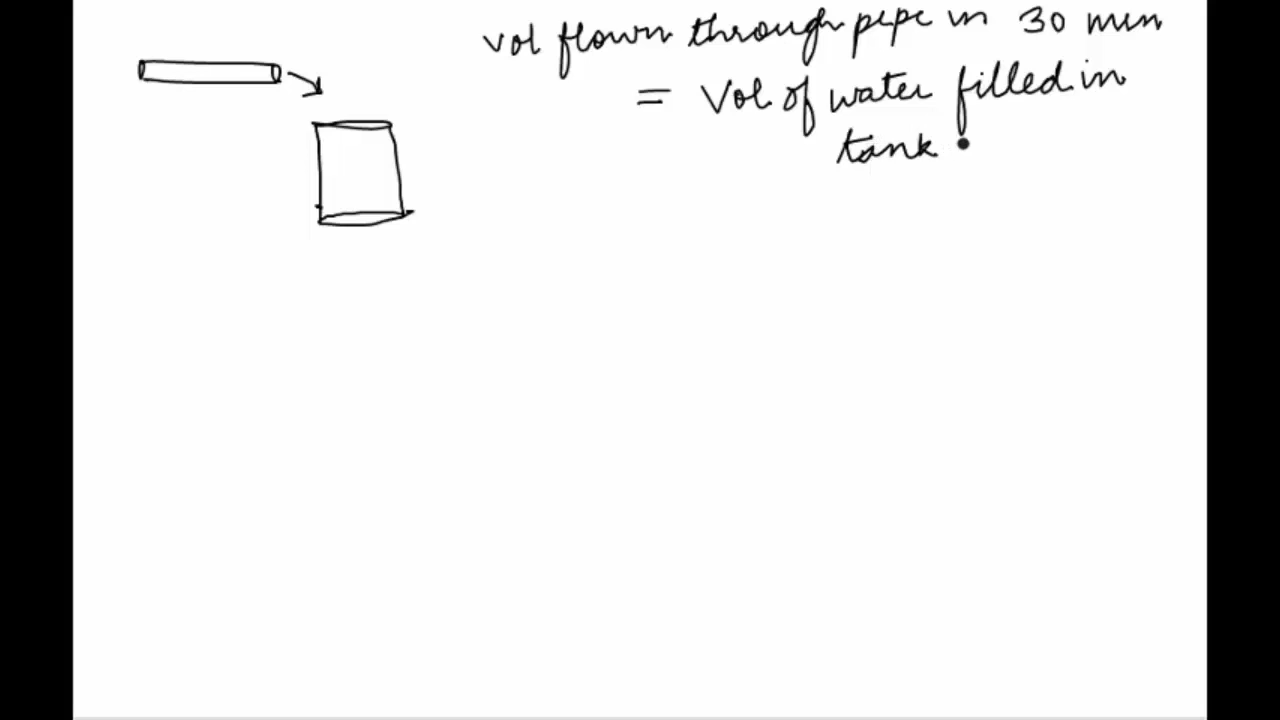 vol flown through pipe in 30 min
= Vol of water filled in
tank